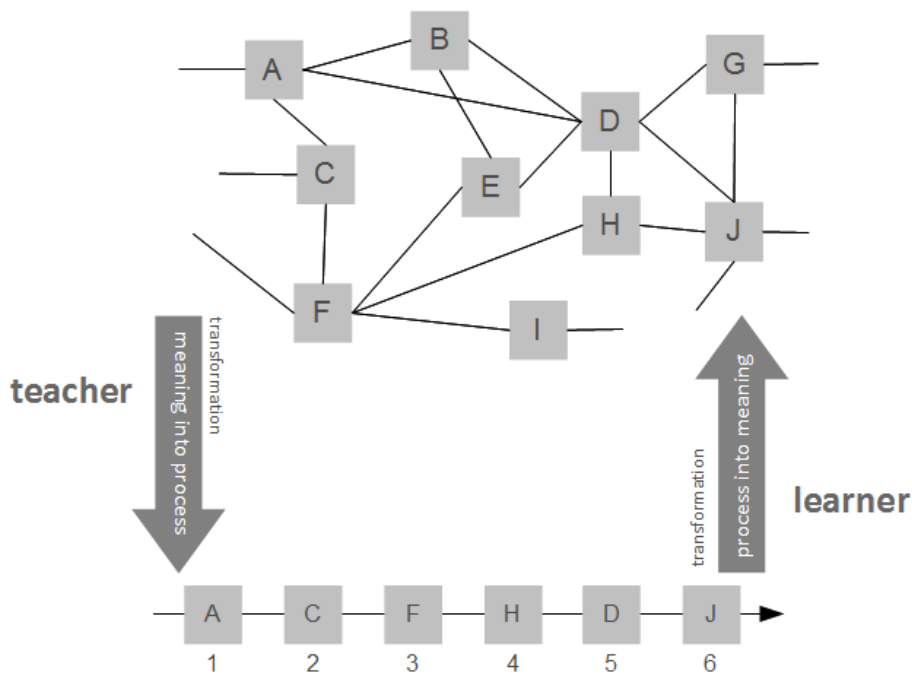 B
G
A
D
C
E
H
J
F
I
teacher
meaning into process
transformation
transformation
process into meaning
learner
A C F H D J
1 2 3 4 5 6